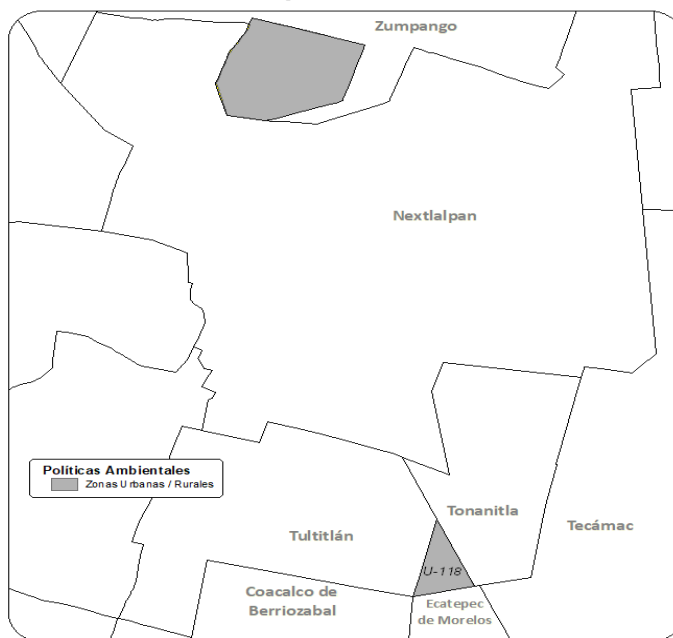 Zumpango
Nextlalpan
Políticas Ambientales
Zonas Urbanas / Rurales
Tonanitla
Tultitlán
Tecámac
U-118
Coacalco de
Berriozabal
Ecatepec
de Morelos